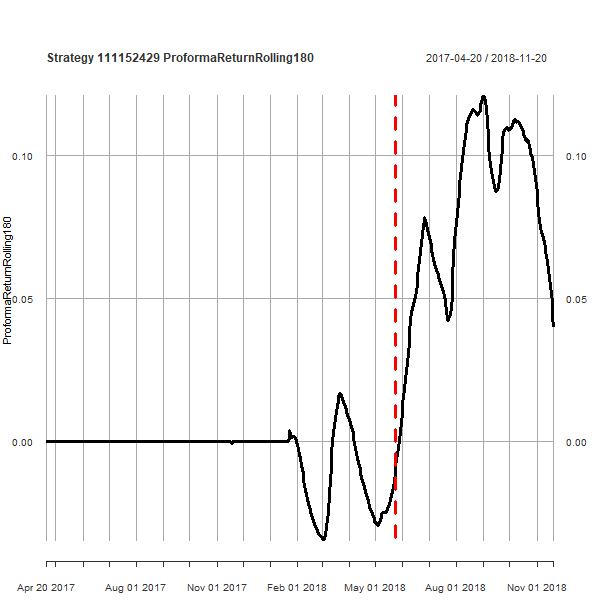 Strategy 111152429 ProformaReturnRolling180 2017-04-20 / 2018-11-20
ProformaReturnRolling180
0.10 0.10
0.05 0.05
0.00 0.00
Apr 20 2017 Aug 01 2017 Nov 01 2017 Feb 01 2018 May 01 2018 Aug 01 2018 Nov 01 2018